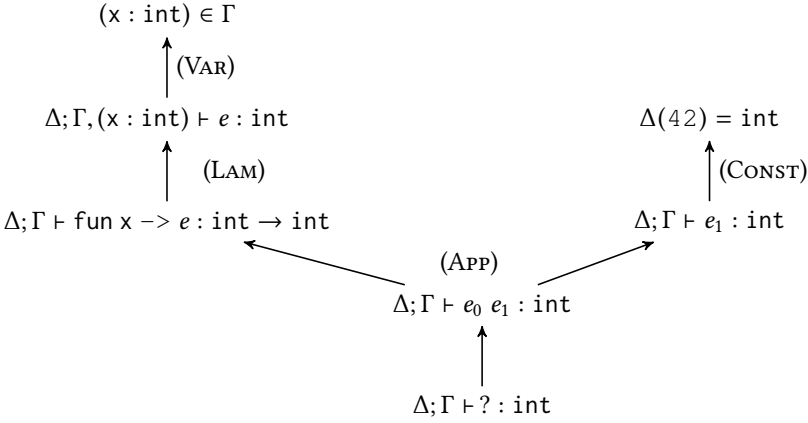 (x : int) ∈ Γ
(Var)
Δ; Γ, (x : int) ⊢ e : int
Δ(42) = int
(Lam)
(Const)
Δ; Γ ⊢ fun x -> e : int → int
Δ; Γ ⊢ e₁ : int
(App)
Δ; Γ ⊢ e₀ e₁ : int
Δ; Γ ⊢ ? : int